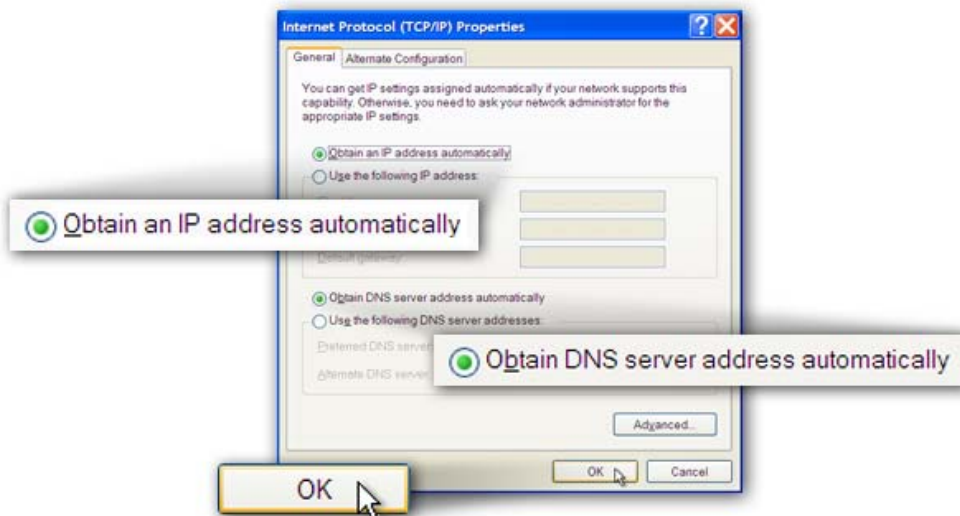 Internet Protocol (TCP/IP) Properties
General
Alternate Configuration
You can get IP settings assigned automatically if your network supports this
capability. Otherwise, you need to ask your network administrator for the
appropriate IP settings.
Obtain an IP address automatically
Use the following IP address:
Obtain an IP address automatically
Default gateway:
Obtain DNS server address automatically
Use the following DNS server addresses:
Preferred DNS server
Obtain DNS server address automatically
Alternate DNS server
Advanced...
OK
Cancel
OK